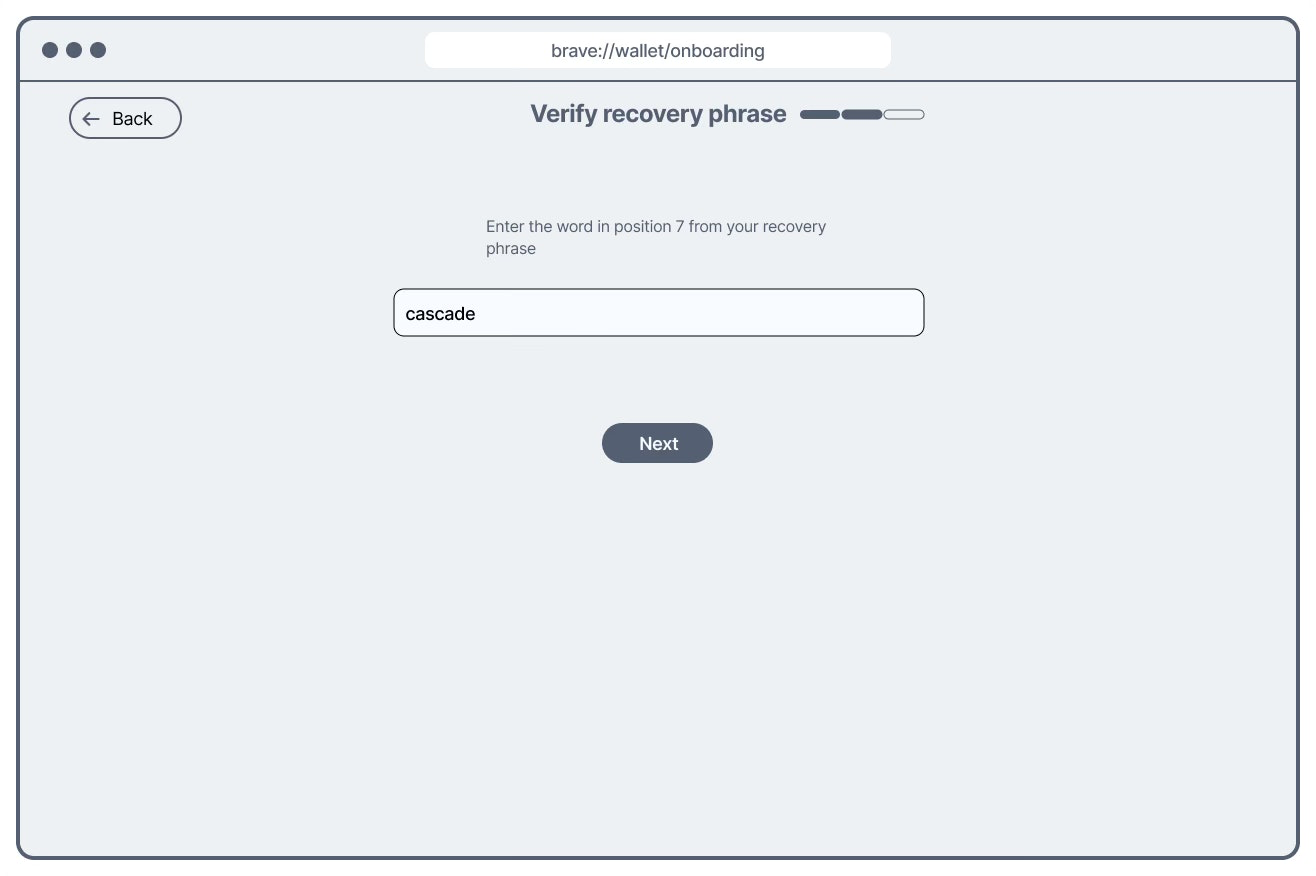 brave://wallet/onboarding
Back
Verify recovery phrase
Enter the word in position 7 from your recovery
phrase
cascade
Next